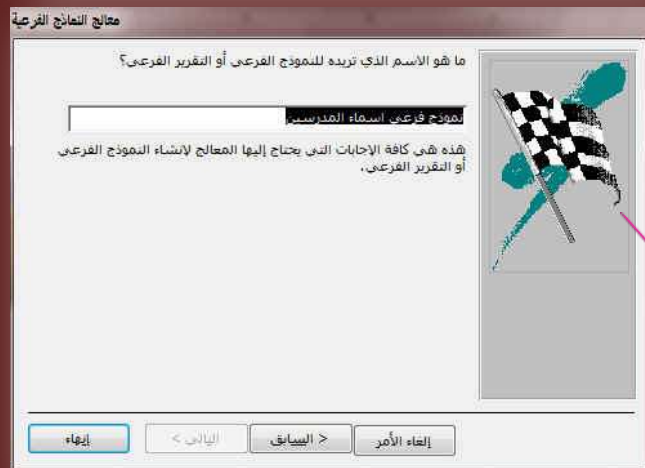 معالج النماذج الفرعية
ما هو الاسم الذي تريده للنموذج الفرعي أو التقرير الفرعي؟
نموذج فرعي اسماء المدرسين
هذه هي كافة الإجابات التي يحتاج إليها المعالج لإنشاء النموذج الفرعي
أو التقرير الفرعي.
إلغاء الأمر
< السابق
التالي >
إنهاء